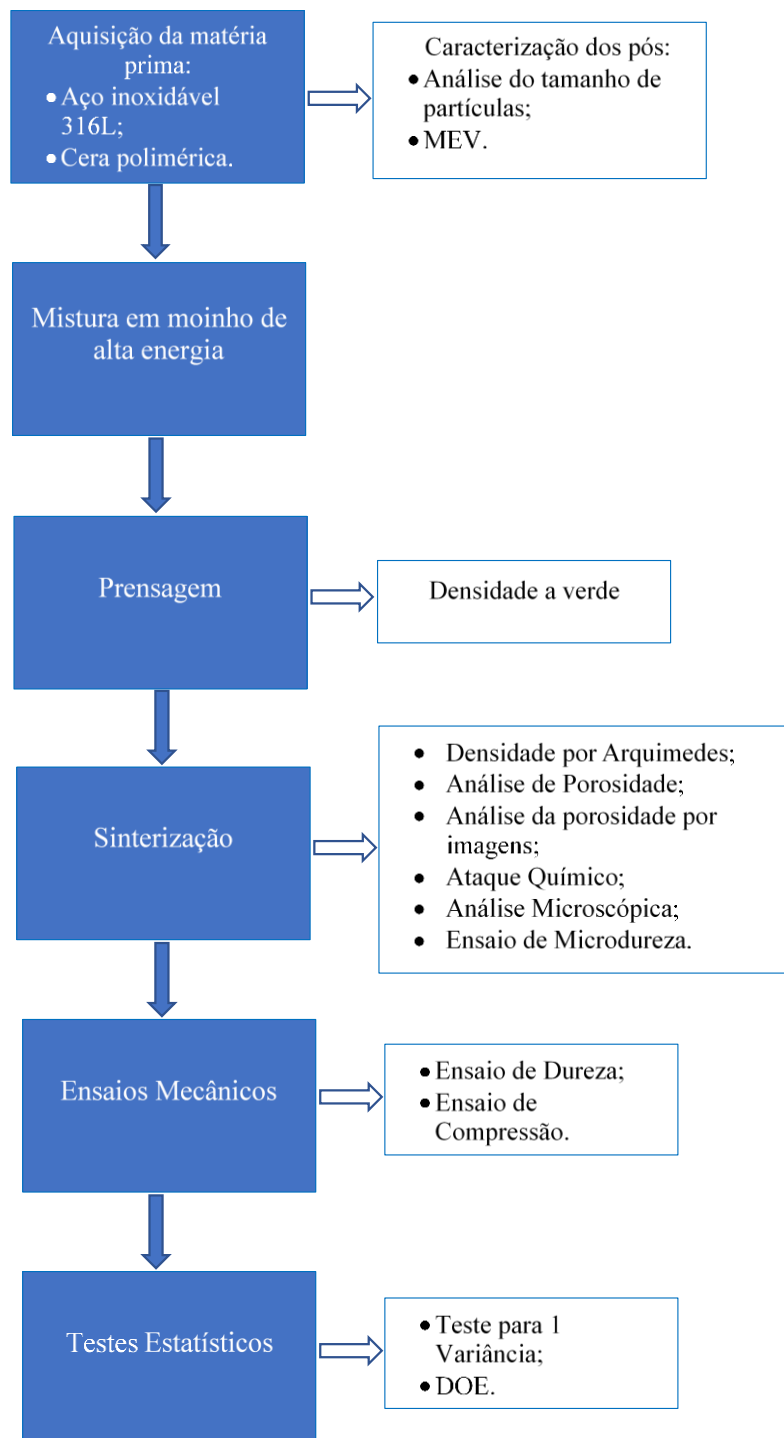 Aquisição da matéria
prima:
• Aço inoxidável
316L;
• Cera polimérica.
Caracterização dos pós:
• Análise do tamanho de
partículas;
• MEV.
Mistura em moinho de
alta energia
Prensagem
Densidade a verde
Sinterização
• Densidade por Arquimedes;
• Análise de Porosidade;
• Análise da porosidade por
imagens;
• Ataque Químico;
• Análise Microscópica;
• Ensaio de Microdureza.
Ensaios Mecânicos
• Ensaio de Dureza;
• Ensaio de
Compressão.
Testes Estatísticos
• Teste para 1
Variância;
• DOE.